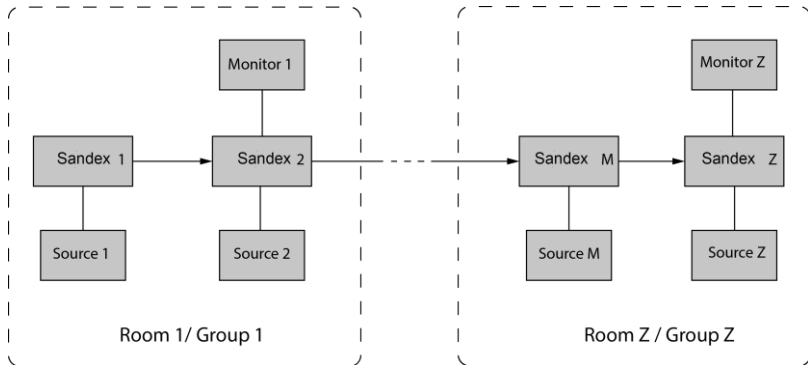 Monitor 1
Monitor Z
Sandex 1
Sandex 2
Sandex M
Sandex Z
Source 1
Source 2
Source M
Source Z
Room 1/ Group 1
Room Z / Group Z